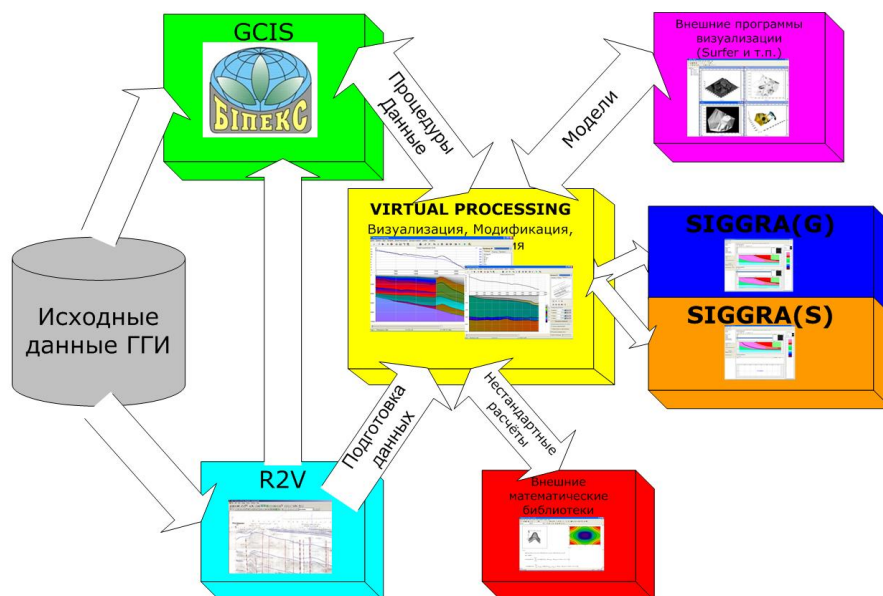 GCIS
БІПЕКС
Внешние программы
визуализации
(Surfer и т.п.)
Процедуры
Данные
Модели
VIRTUAL PROCESSING
Визуализация, Модификация,
SIGGRA(G)
SIGGRA(S)
Исходные
данные ГГИ
Подготовка
данных
Нестандартные
расчёты
R2V
Внешние
математические
библиотеки